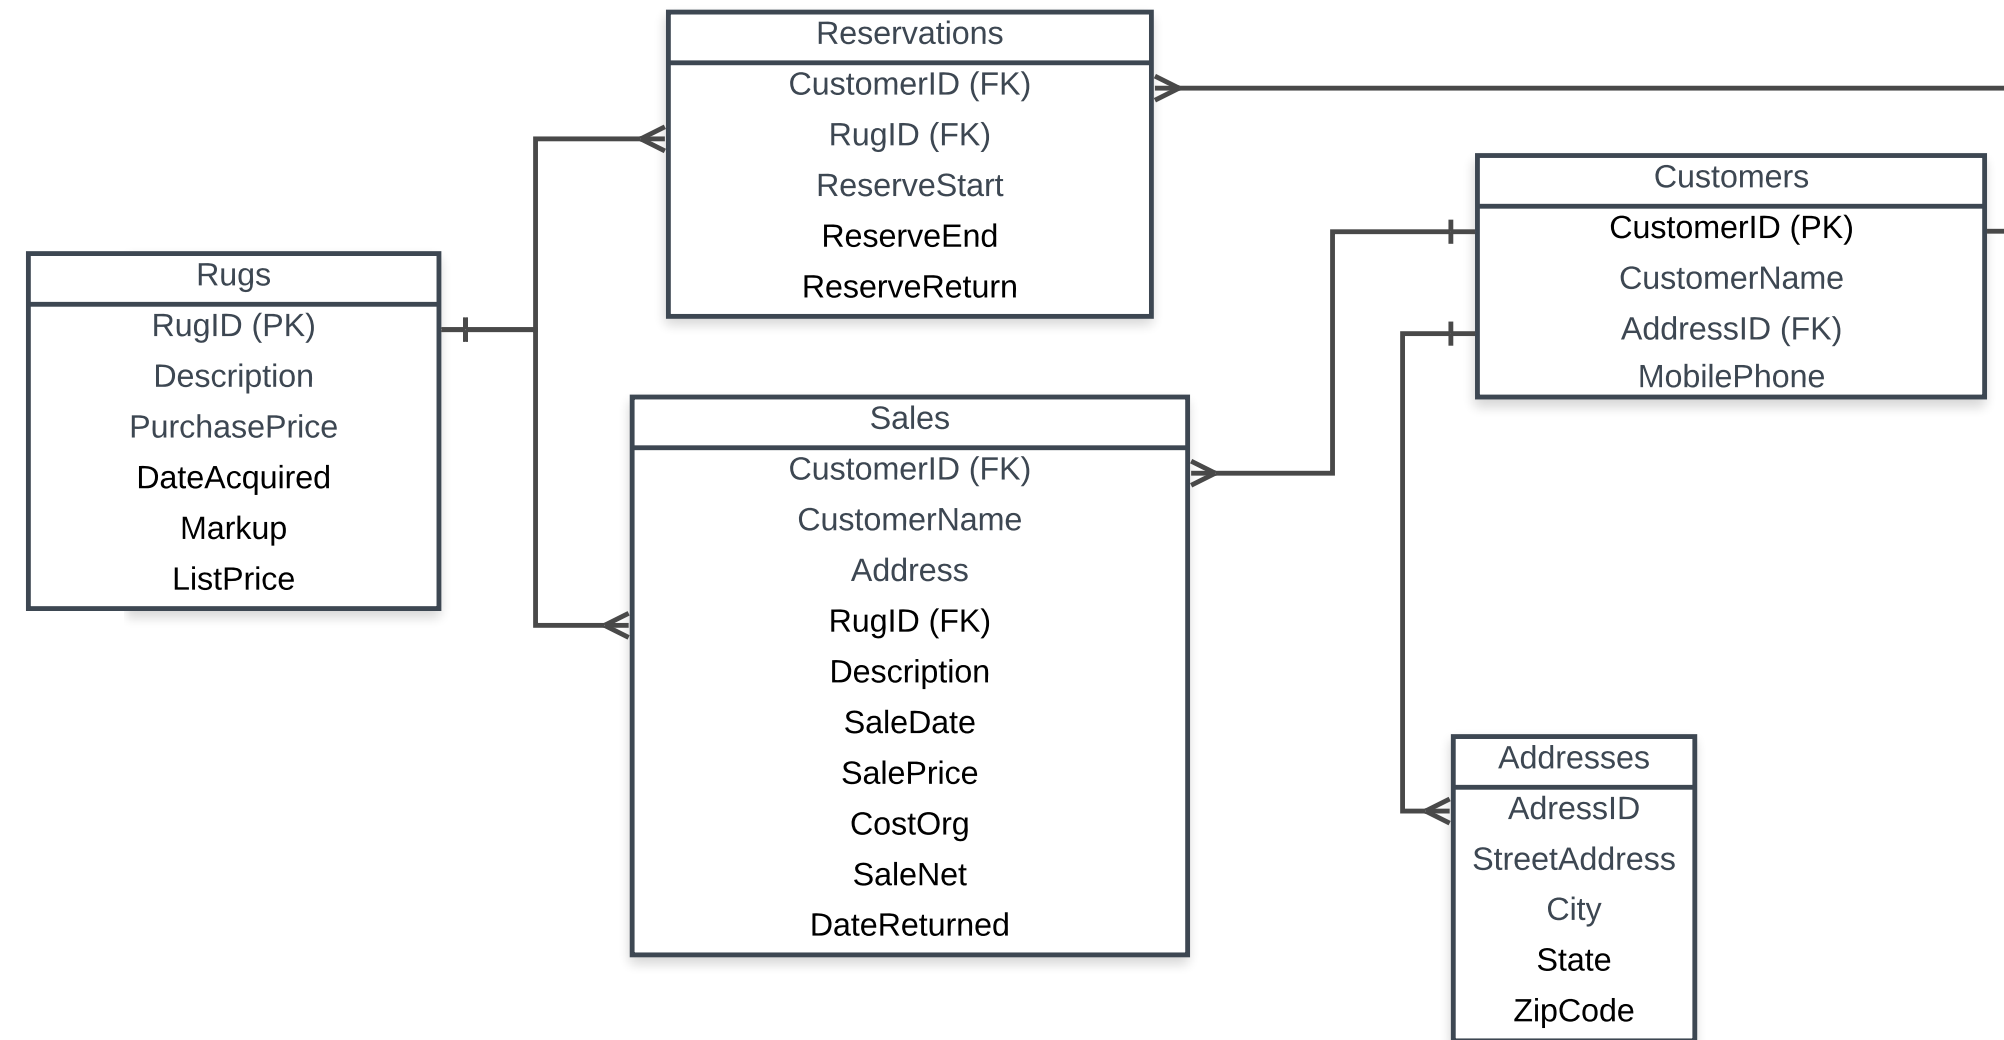 Reservations
CustomerID (FK)
RugID (FK)
ReserveStart
ReserveEnd
ReserveReturn
Customers
CustomerID (PK)
CustomerName
AddressID (FK)
MobilePhone
Rugs
RugID (PK)
Description
PurchasePrice
DateAcquired
Markup
ListPrice
Sales
CustomerID (FK)
CustomerName
Address
RugID (FK)
Description
SaleDate
SalePrice
CostOrg
SaleNet
DateReturned
Addresses
AdressID
StreetAddress
City
State
ZipCode